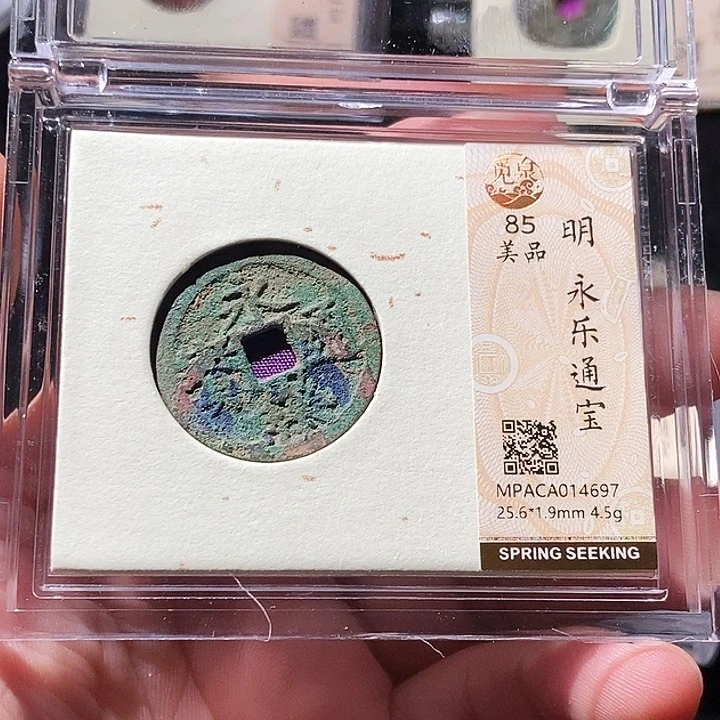 永
觅泉
85
美品
明
永乐通宝
MPACA014697
25.6*1.9mm 4.5g
SPRING SEEKING